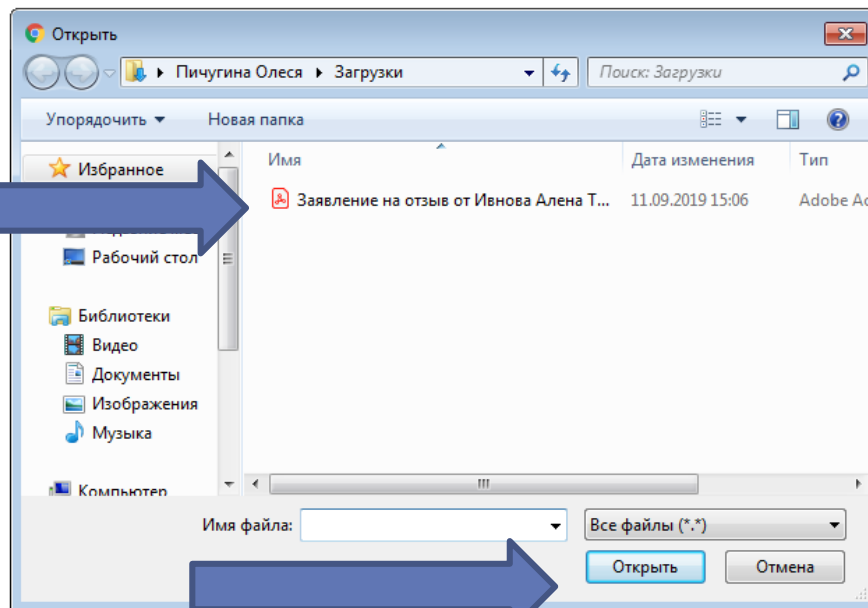 Открыть
Пичугина Олеся Загрузки Поиск: Загрузки
Упорядочить Новая папка
Имя Дата изменения Тип
Избранное
Заявление на отзыв от Ивнова Алена Т... 11.09.2019 15:06 Adobe Ac
Рабочий стол
Библиотеки
Видео
Документы
Изображения
Музыка
Компьютер
Имя файла: Все файлы (*.*)
Открыть Отмена